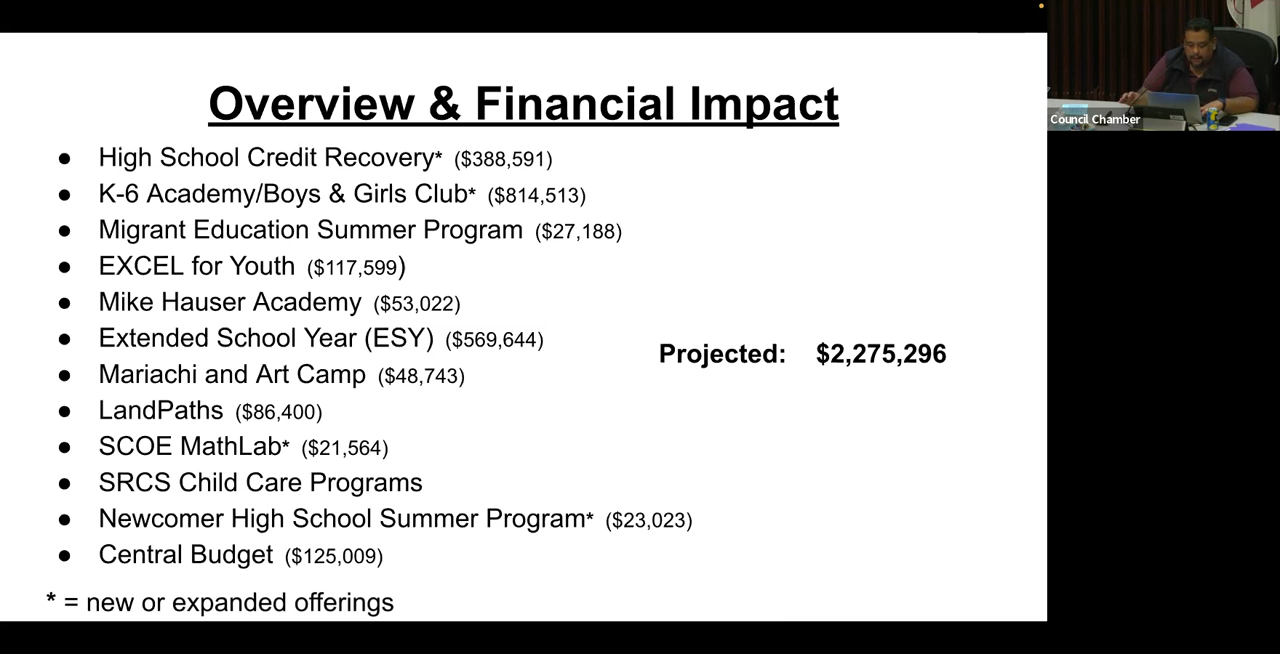 Overview & Financial Impact
● High School Credit Recovery* ($388,591)
● K-6 Academy/Boys & Girls Club* ($814,513)
● Migrant Education Summer Program ($27,188)
● EXCEL for Youth ($117,599)
● Mike Hauser Academy ($53,022)
● Extended School Year (ESY) ($569,644)
Projected: $2,275,296
● Mariachi and Art Camp ($48,743)
● LandPaths ($86,400)
● SCOE MathLab* ($21,564)
● SRCS Child Care Programs
● Newcomer High School Summer Program* ($23,023)
● Central Budget ($125,009)
* = new or expanded offerings
Council Chamber